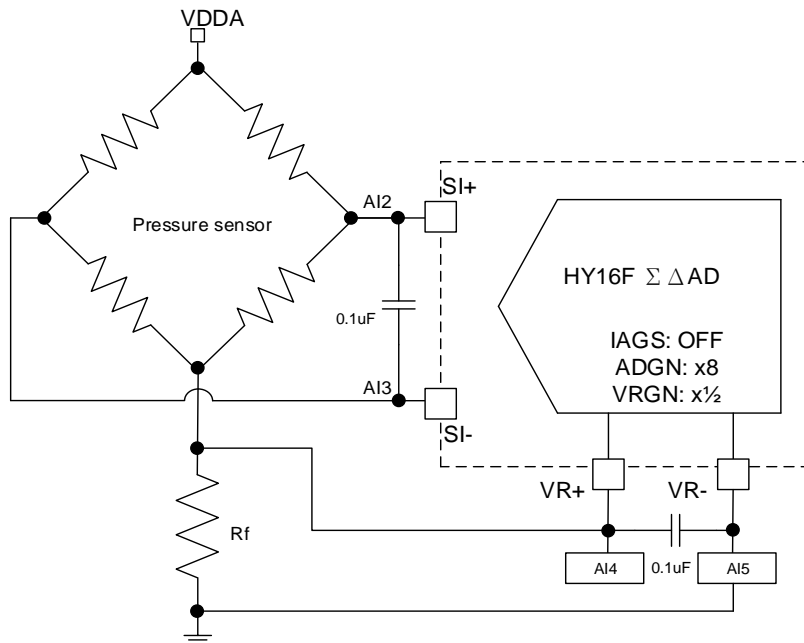 VDDA
Pressure sensor
AI2
SI+
0.1uF
AI3
SI-
HY16F Σ Δ AD
IAGS: OFF
ADGN: x8
VRGN: x½
VR+
VR-
Rf
AI4
0.1uF
AI5